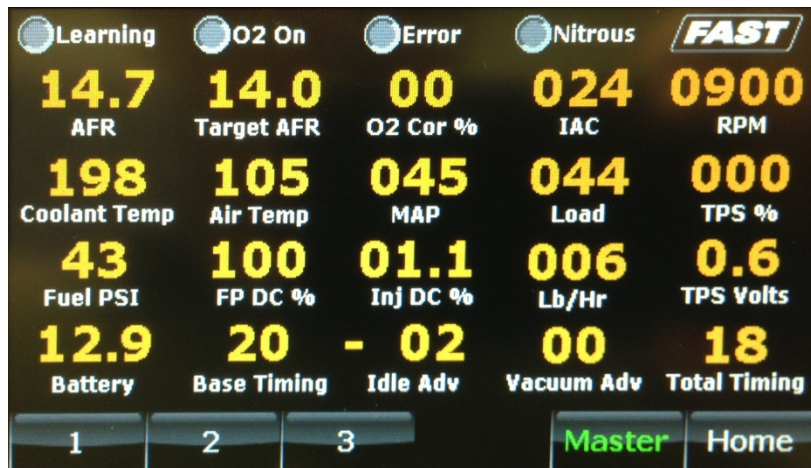 Learning O2 On Error Nitrous FAST
14.7 14.0 00 024 0900
AFR Target AFR O2 Cor % IAC RPM
198 105 045 044 000
Coolant Temp Air Temp MAP Load TPS %
43 100 01.1 006 0.6
Fuel PSI FP DC % Inj DC % Lb/Hr TPS Volts
12.9 20 - 02 00 18
Battery Base Timing Idle Adv Vacuum Adv Total Timing
1 2 3 Master Home